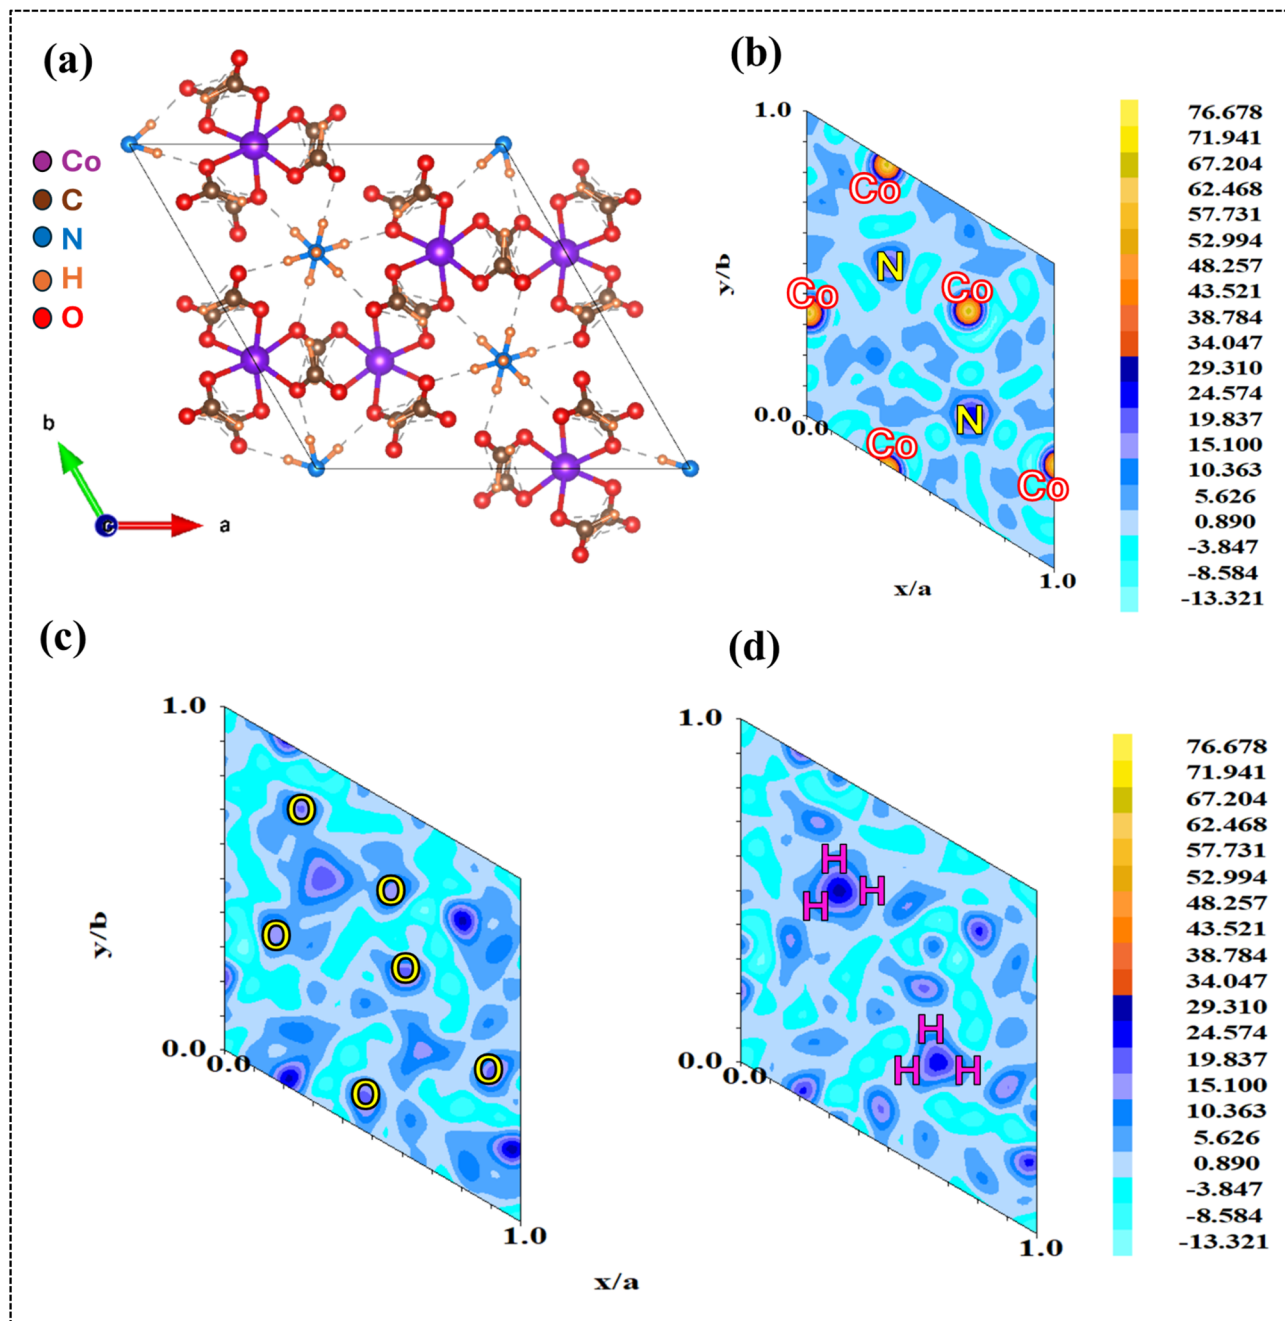 (a)
Co
C
N
H
O
b
c
a
(b)
1.0
y/b
0.0
0.0
x/a
1.0
Co
N
Co
Co
N
Co
Co
76.678
71.941
67.204
62.468
57.731
52.994
48.257
43.521
38.784
34.047
29.310
24.574
19.837
15.100
10.363
5.626
0.890
-3.847
-8.584
-13.321
(c)
1.0
y/b
0.0
0.0
O
O
O
O
O
O
1.0
x/a
(d)
1.0
0.0
0.0
H
H
H
H
H
H
1.0
76.678
71.941
67.204
62.468
57.731
52.994
48.257
43.521
38.784
34.047
29.310
24.574
19.837
15.100
10.363
5.626
0.890
-3.847
-8.584
-13.321